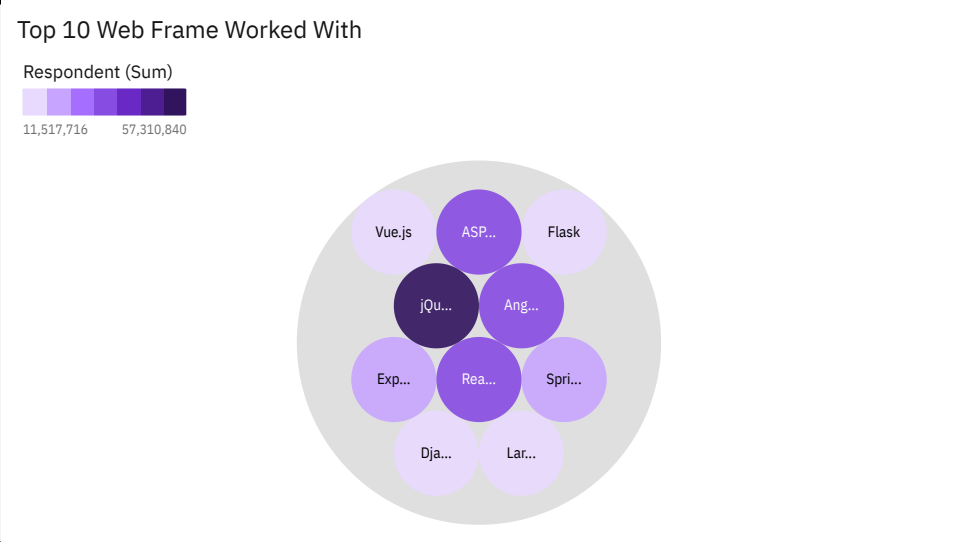 Top 10 Web Frame Worked With
Respondent (Sum)
11,517,716 57,310,840
Vue.js ASP... Flask
jQu... Ang...
Exp... Rea... Spri...
Dja... Lar...